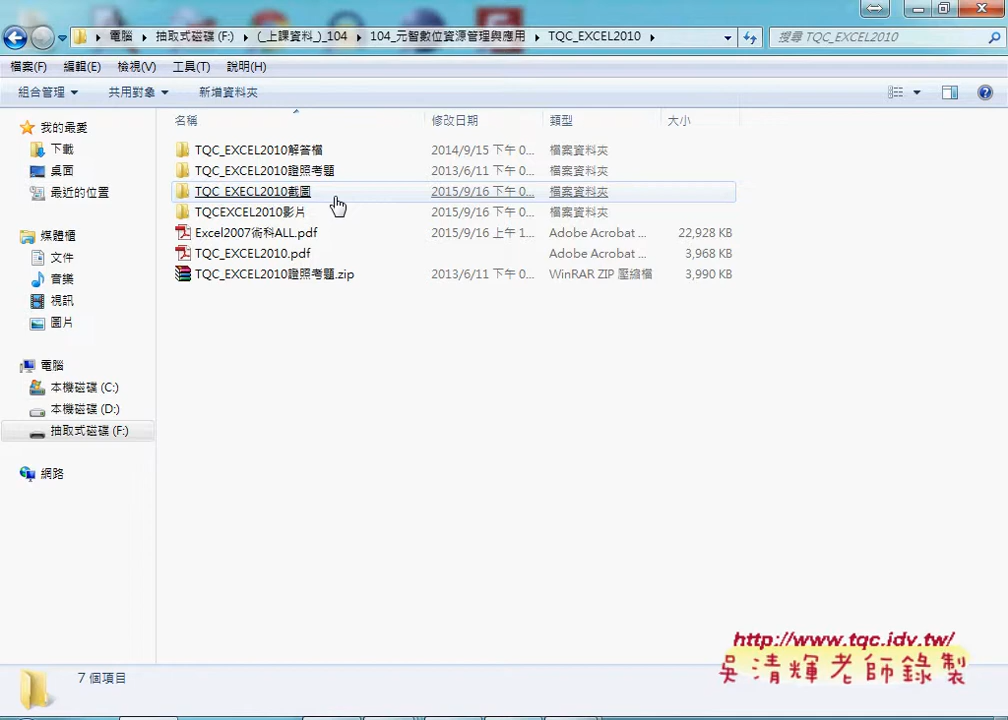 電腦 ▸ 抽取式磁碟 (F:) ▸ (_上課資料_)_104 ▸ 104_元智數位資源管理與應用 ▸ TQC_EXCEL2010 ▸
搜尋 TQC_EXCEL2010
檔案(F) 編輯(E) 檢視(V) 工具(T) 說明(H)
組合管理 共用對象 新增資料夾
名稱 修改日期 類型 大小
我的最愛
下載
桌面
最近的位置
媒體櫃
文件
音樂
視訊
圖片
電腦
本機磁碟 (C:)
本機磁碟 (D:)
抽取式磁碟 (F:)
網路
TQC_EXCEL2010解答檔 2014/9/15 下午 0... 檔案資料夾
TQC_EXCEL2010證照考題 2013/6/11 下午 0... 檔案資料夾
TQC_EXECL2010截圖 2015/9/16 下午 0... 檔案資料夾
TQCEXCEL2010影片 2015/9/16 下午 0... 檔案資料夾
Excel2007術科ALL.pdf 2015/9/16 上午 1... Adobe Acrobat ... 22,928 KB
TQC_EXCEL2010.pdf Adobe Acrobat ... 3,968 KB
TQC_EXCEL2010證照考題.zip 2013/6/11 下午 0... WinRAR ZIP 壓縮檔 3,990 KB
http://www.tqc.idv.tw/
吳清輝老師錄製
7 個項目